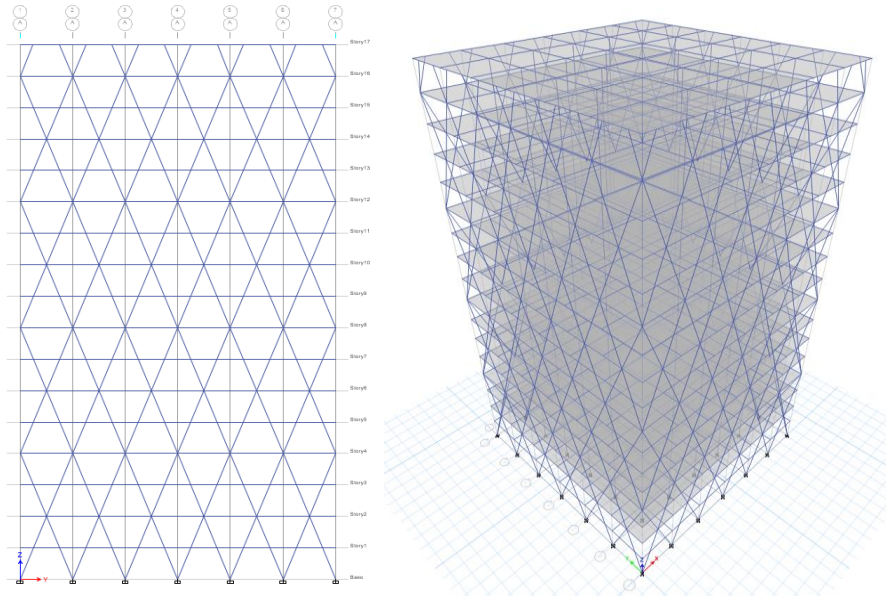 1 2 3 4 5 6 7
A A A A A A A
Story17
Story16
Story15
Story14
Story13
Story12
Story11
Story10
Story9
Story8
Story7
Story6
Story5
Story4
Story3
Story2
Story1
Z
Y
Base
Z
Y X